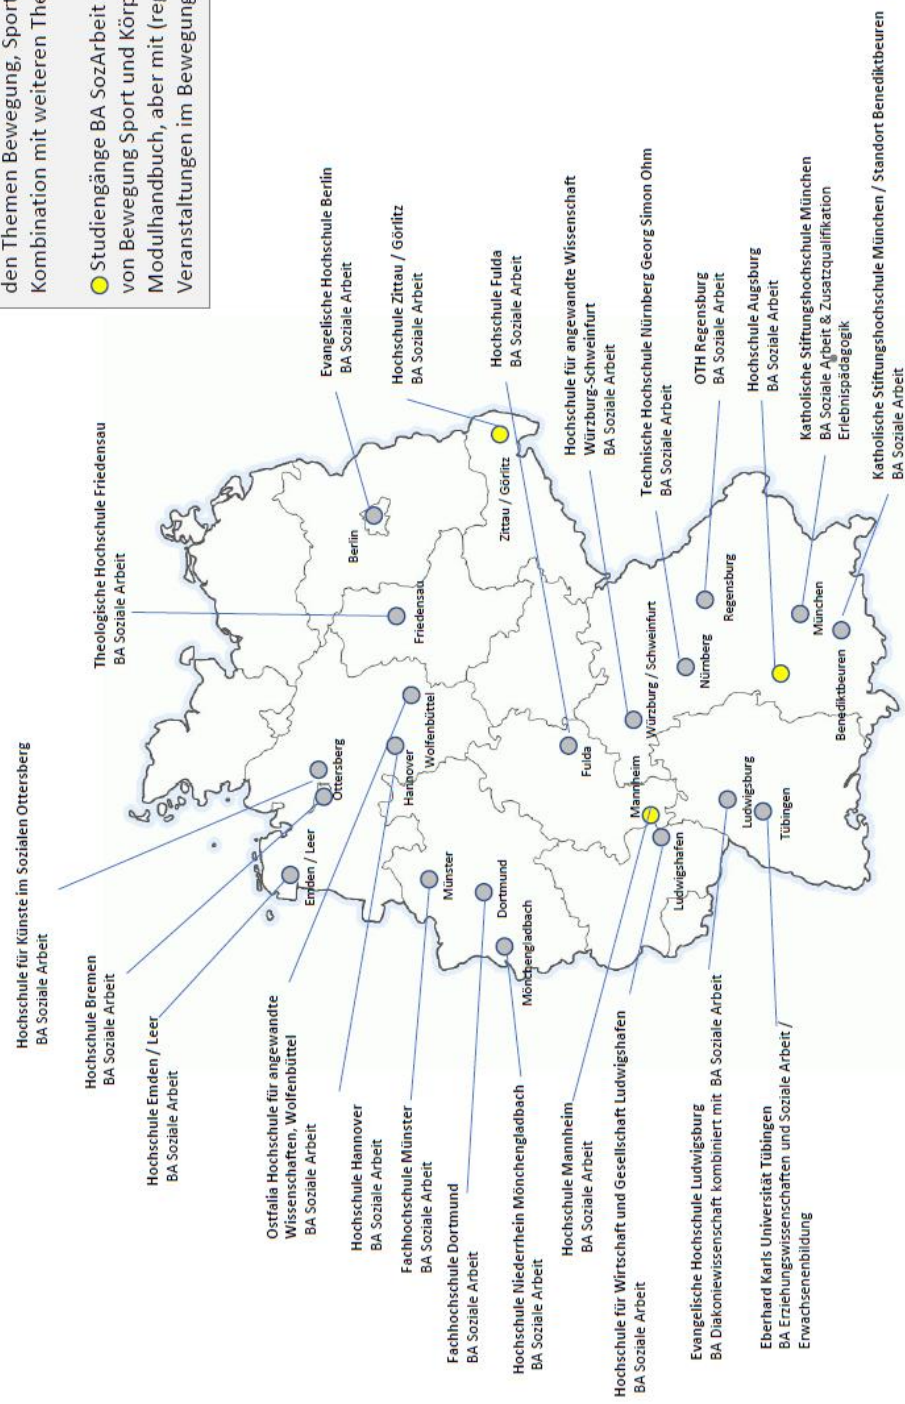 den Themen Bewegung, Sport
Kombination mit weiteren The
Studiengänge BA SozArbeit
von Bewegung Sport und Körp
Modulhandbuch, aber mit (re
Veranstaltungen im Bewegung
Hochschule für Künste im Sozialen Ottersberg
BA Soziale Arbeit
Theologische Hochschule Friedensau
BA Soziale Arbeit
Hochschule Bremen
BA Soziale Arbeit
Hochschule Emden / Leer
BA Soziale Arbeit
Ostfalia Hochschule für angewandte
Wissenschaften, Wolfenbüttel
BA Soziale Arbeit
Hochschule Hannover
BA Soziale Arbeit
Fachhochschule Münster
BA Soziale Arbeit
Fachhochschule Dortmund
BA Soziale Arbeit
Hochschule Niederrhein Mönchengladbach
BA Soziale Arbeit
Hochschule Mannheim
BA Soziale Arbeit
Hochschule für Wirtschaft und Gesellschaft Ludwigshafen
BA Soziale Arbeit
Evangelische Hochschule Ludwigsburg
BA Diakoniewissenschaft kombiniert mit BA Soziale Arbeit
Eberhard Karls Universität Tübingen
BA Erziehungswissenschaften und Soziale Arbeit /
Erwachsenenbildung
Emden / Leer
Ottersberg
Berlin
Hannover
Wolfenbüttel
Friedensau
Münster
Dortmund
Mönchengladbach
Zittau / Görlitz
Fulda
Mannheim
Würzburg / Schweinfurt
Ludwigshafen
Nürnberg
Regensburg
Ludwigsburg
Tübingen
München
Benediktbeuren
Evangelische Hochschule Berlin
BA Soziale Arbeit
Hochschule Zittau / Görlitz
BA Soziale Arbeit
Hochschule Fulda
BA Soziale Arbeit
Hochschule für angewandte Wissenschaft
Würzburg-Schweinfurt
BA Soziale Arbeit
Technische Hochschule Nürnberg Georg Simon Ohm
BA Soziale Arbeit
OTH Regensburg
BA Soziale Arbeit
Hochschule Augsburg
BA Soziale Arbeit
Katholische Stiftungshochschule München
BA Soziale Arbeit & Zusatzqualifikation
Erlebnispädagogik
Katholische Stiftungshochschule München / Standort Benediktbeuren
BA Soziale Arbeit